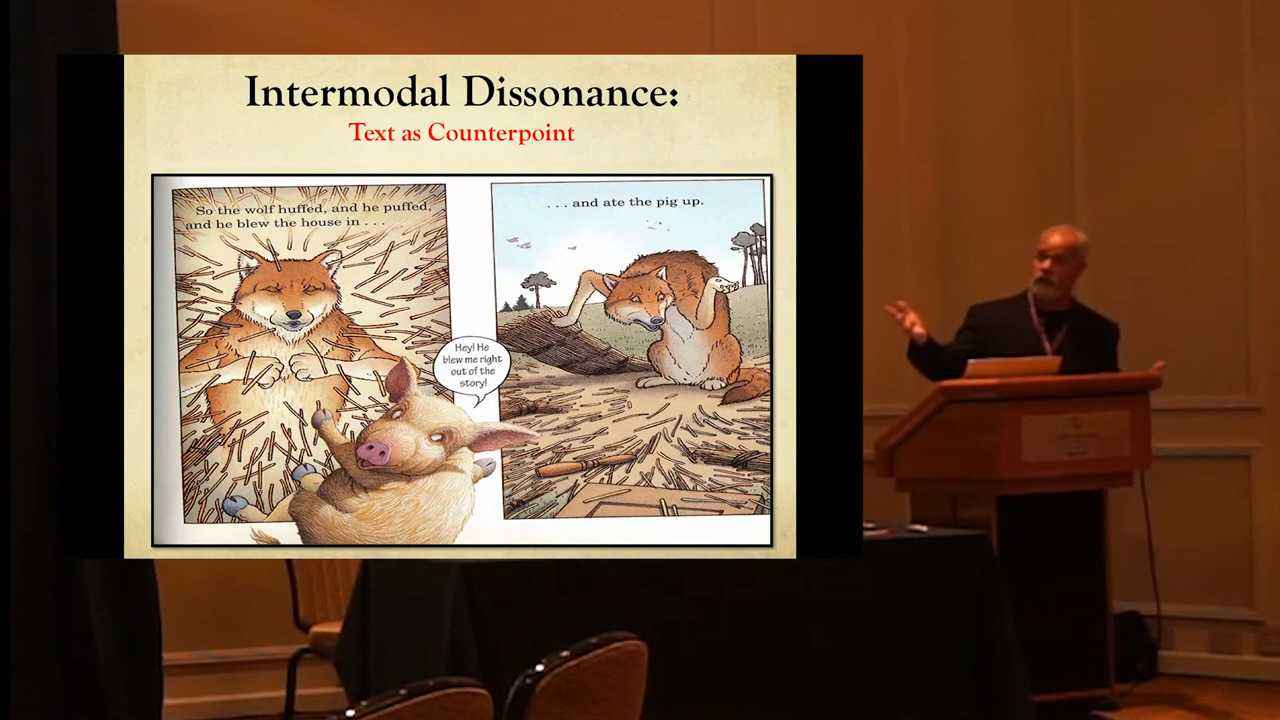 Intermodal Dissonance:
Text as Counterpoint
So the wolf huffed, and he puffed,
and he blew the house in . . .
. . . and ate the pig up.
Hey! He
blew me right
out of the
story!